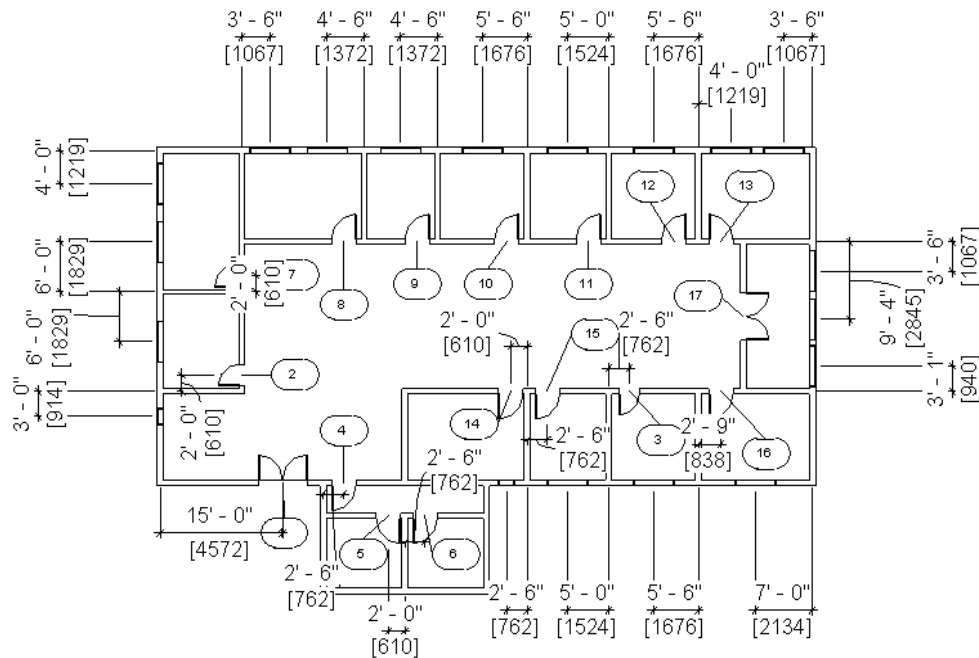 3' - 6"
[1067]
4' - 6"
[1372]
4' - 6"
[1372]
5' - 6"
[1676]
5' - 0"
[1524]
5' - 6"
[1676]
3' - 6"
[1067]
4' - 0"
[1219]
4' - 0"
[1219]
12
13
6' - 0"
[1829]
2' - 0"
[610]
7
8
9
10
11
17
3' - 6"
[1067]
9' - 4"
[2845]
6' - 0"
[1829]
2' - 0"
[610]
15
2' - 6"
[762]
3' - 1"
[940]
2
3' - 0"
[914]
2' - 0"
[610]
4
14
2' - 6"
[762]
3
2' - 9"
[838]
16
2' - 6"
[762]
15' - 0"
[4572]
5
6
2' - 6"
[762]
2' - 0"
[610]
2' - 6"
[762]
5' - 0"
[1524]
5' - 6"
[1676]
7' - 0"
[2134]